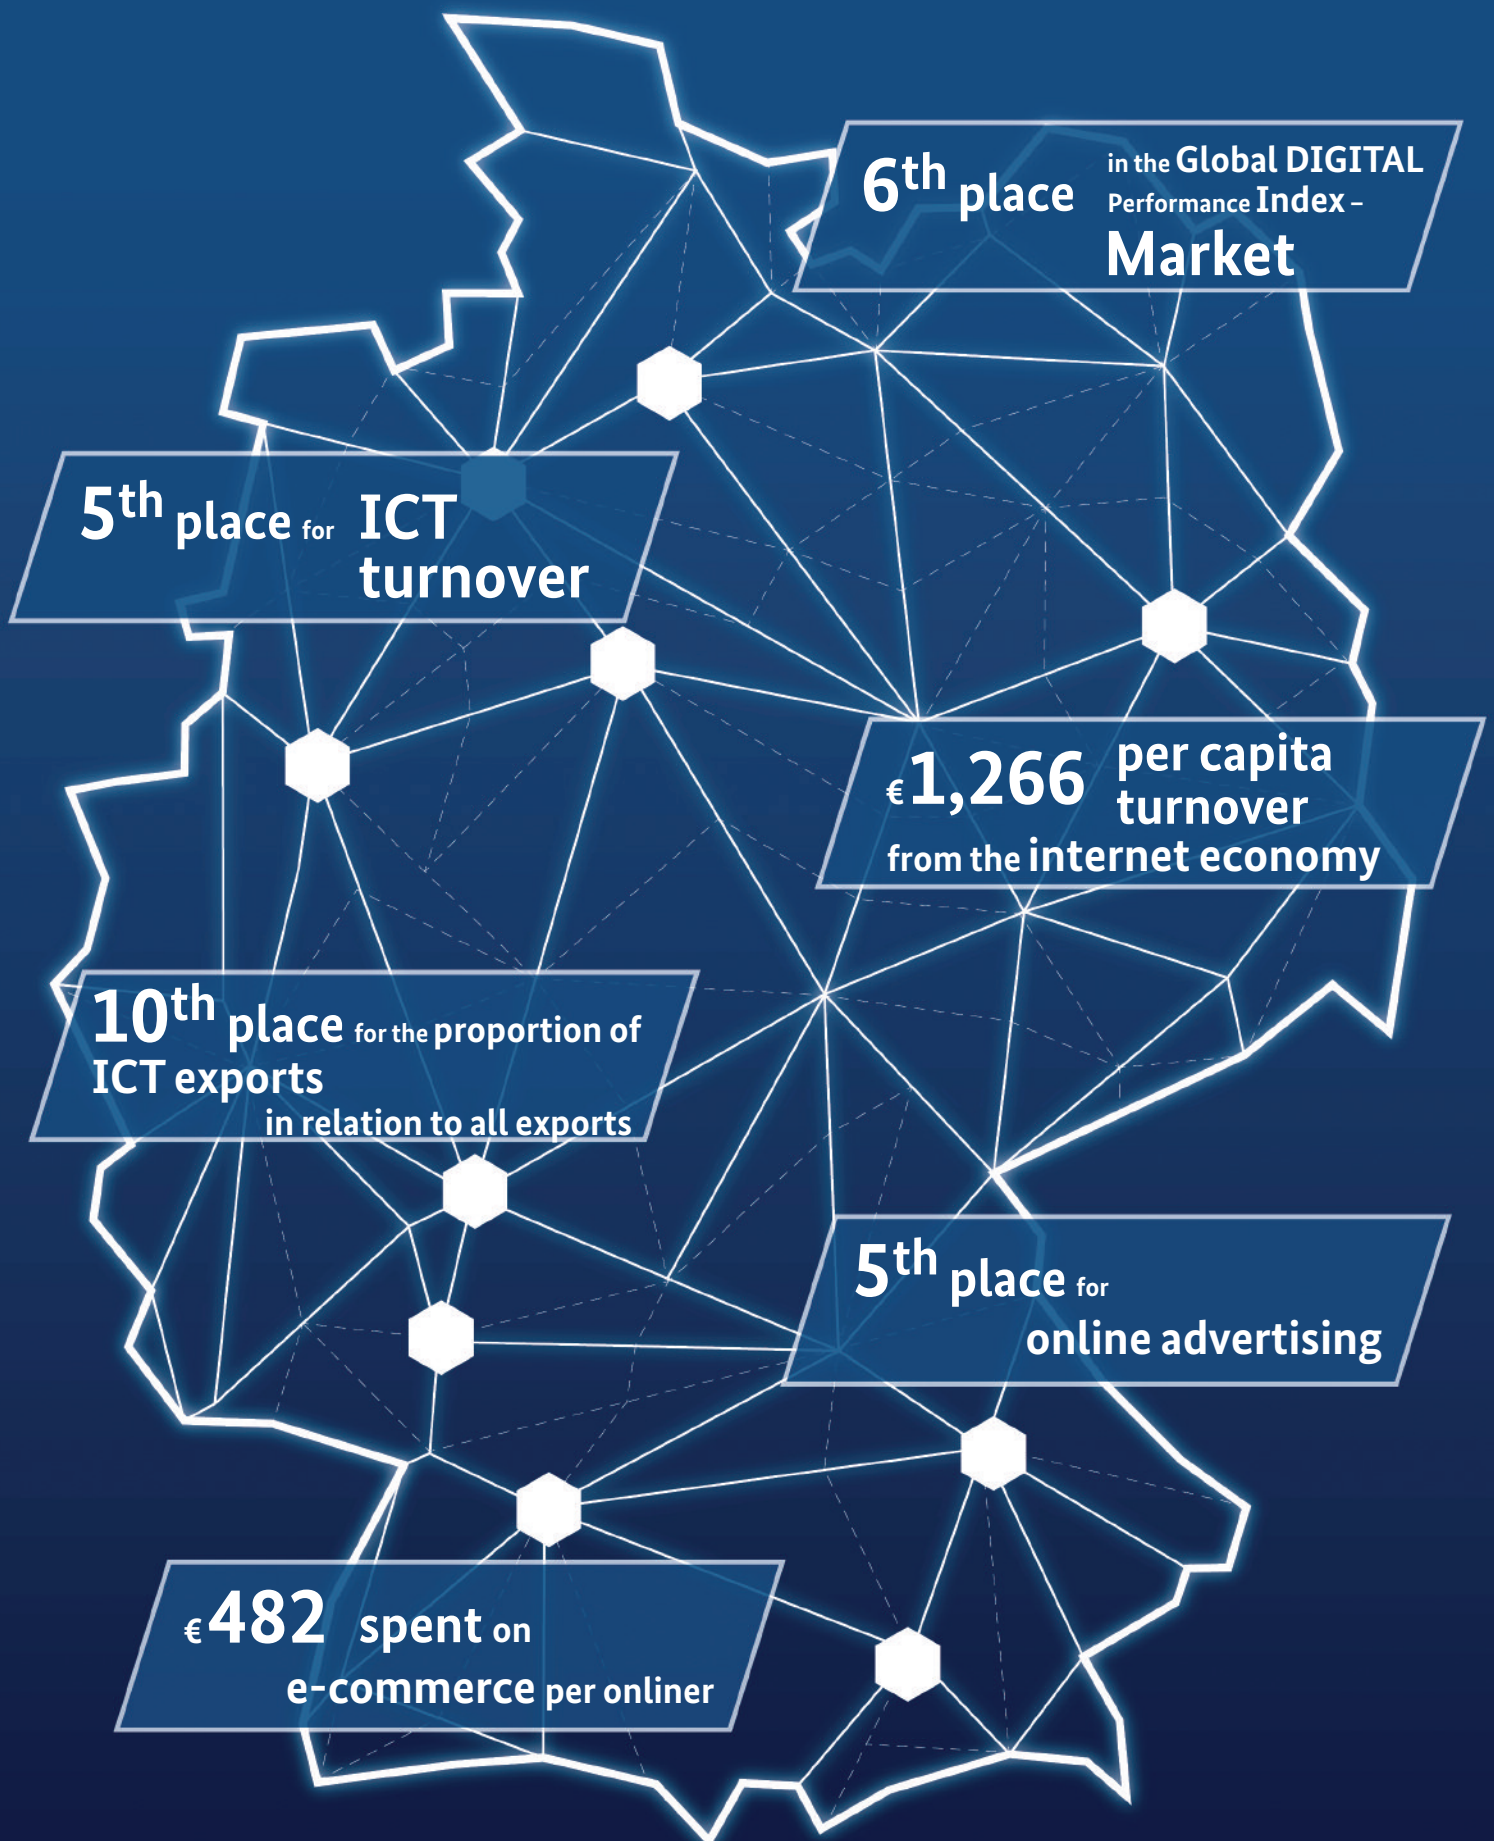 6th place in the Global DIGITAL
Performance Index –
Market
5th place for ICT
turnover
€1,266 per capita
turnover
from the internet economy
10th place for the proportion of
ICT exports
in relation to all exports
5th place for
online advertising
€482 spent on
e-commerce per onliner